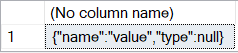 (No column name)
1 {"name":"value","type":null}